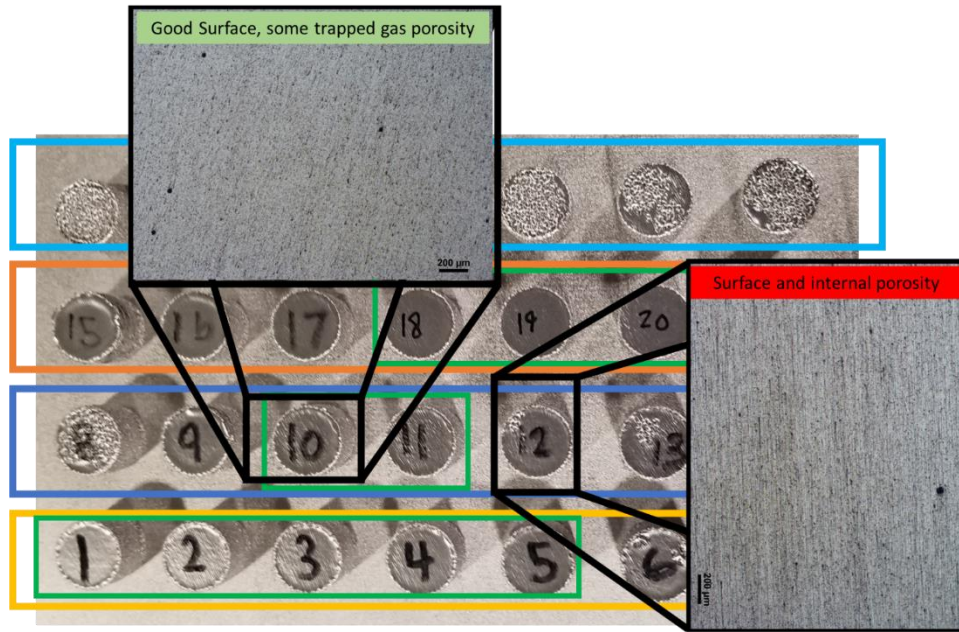 Good Surface, some trapped gas porosity
200 µm
Surface and internal porosity
15 16 17 18 19 20
8 9 10 11 12 13
200 µm
1 2 3 4 5 6